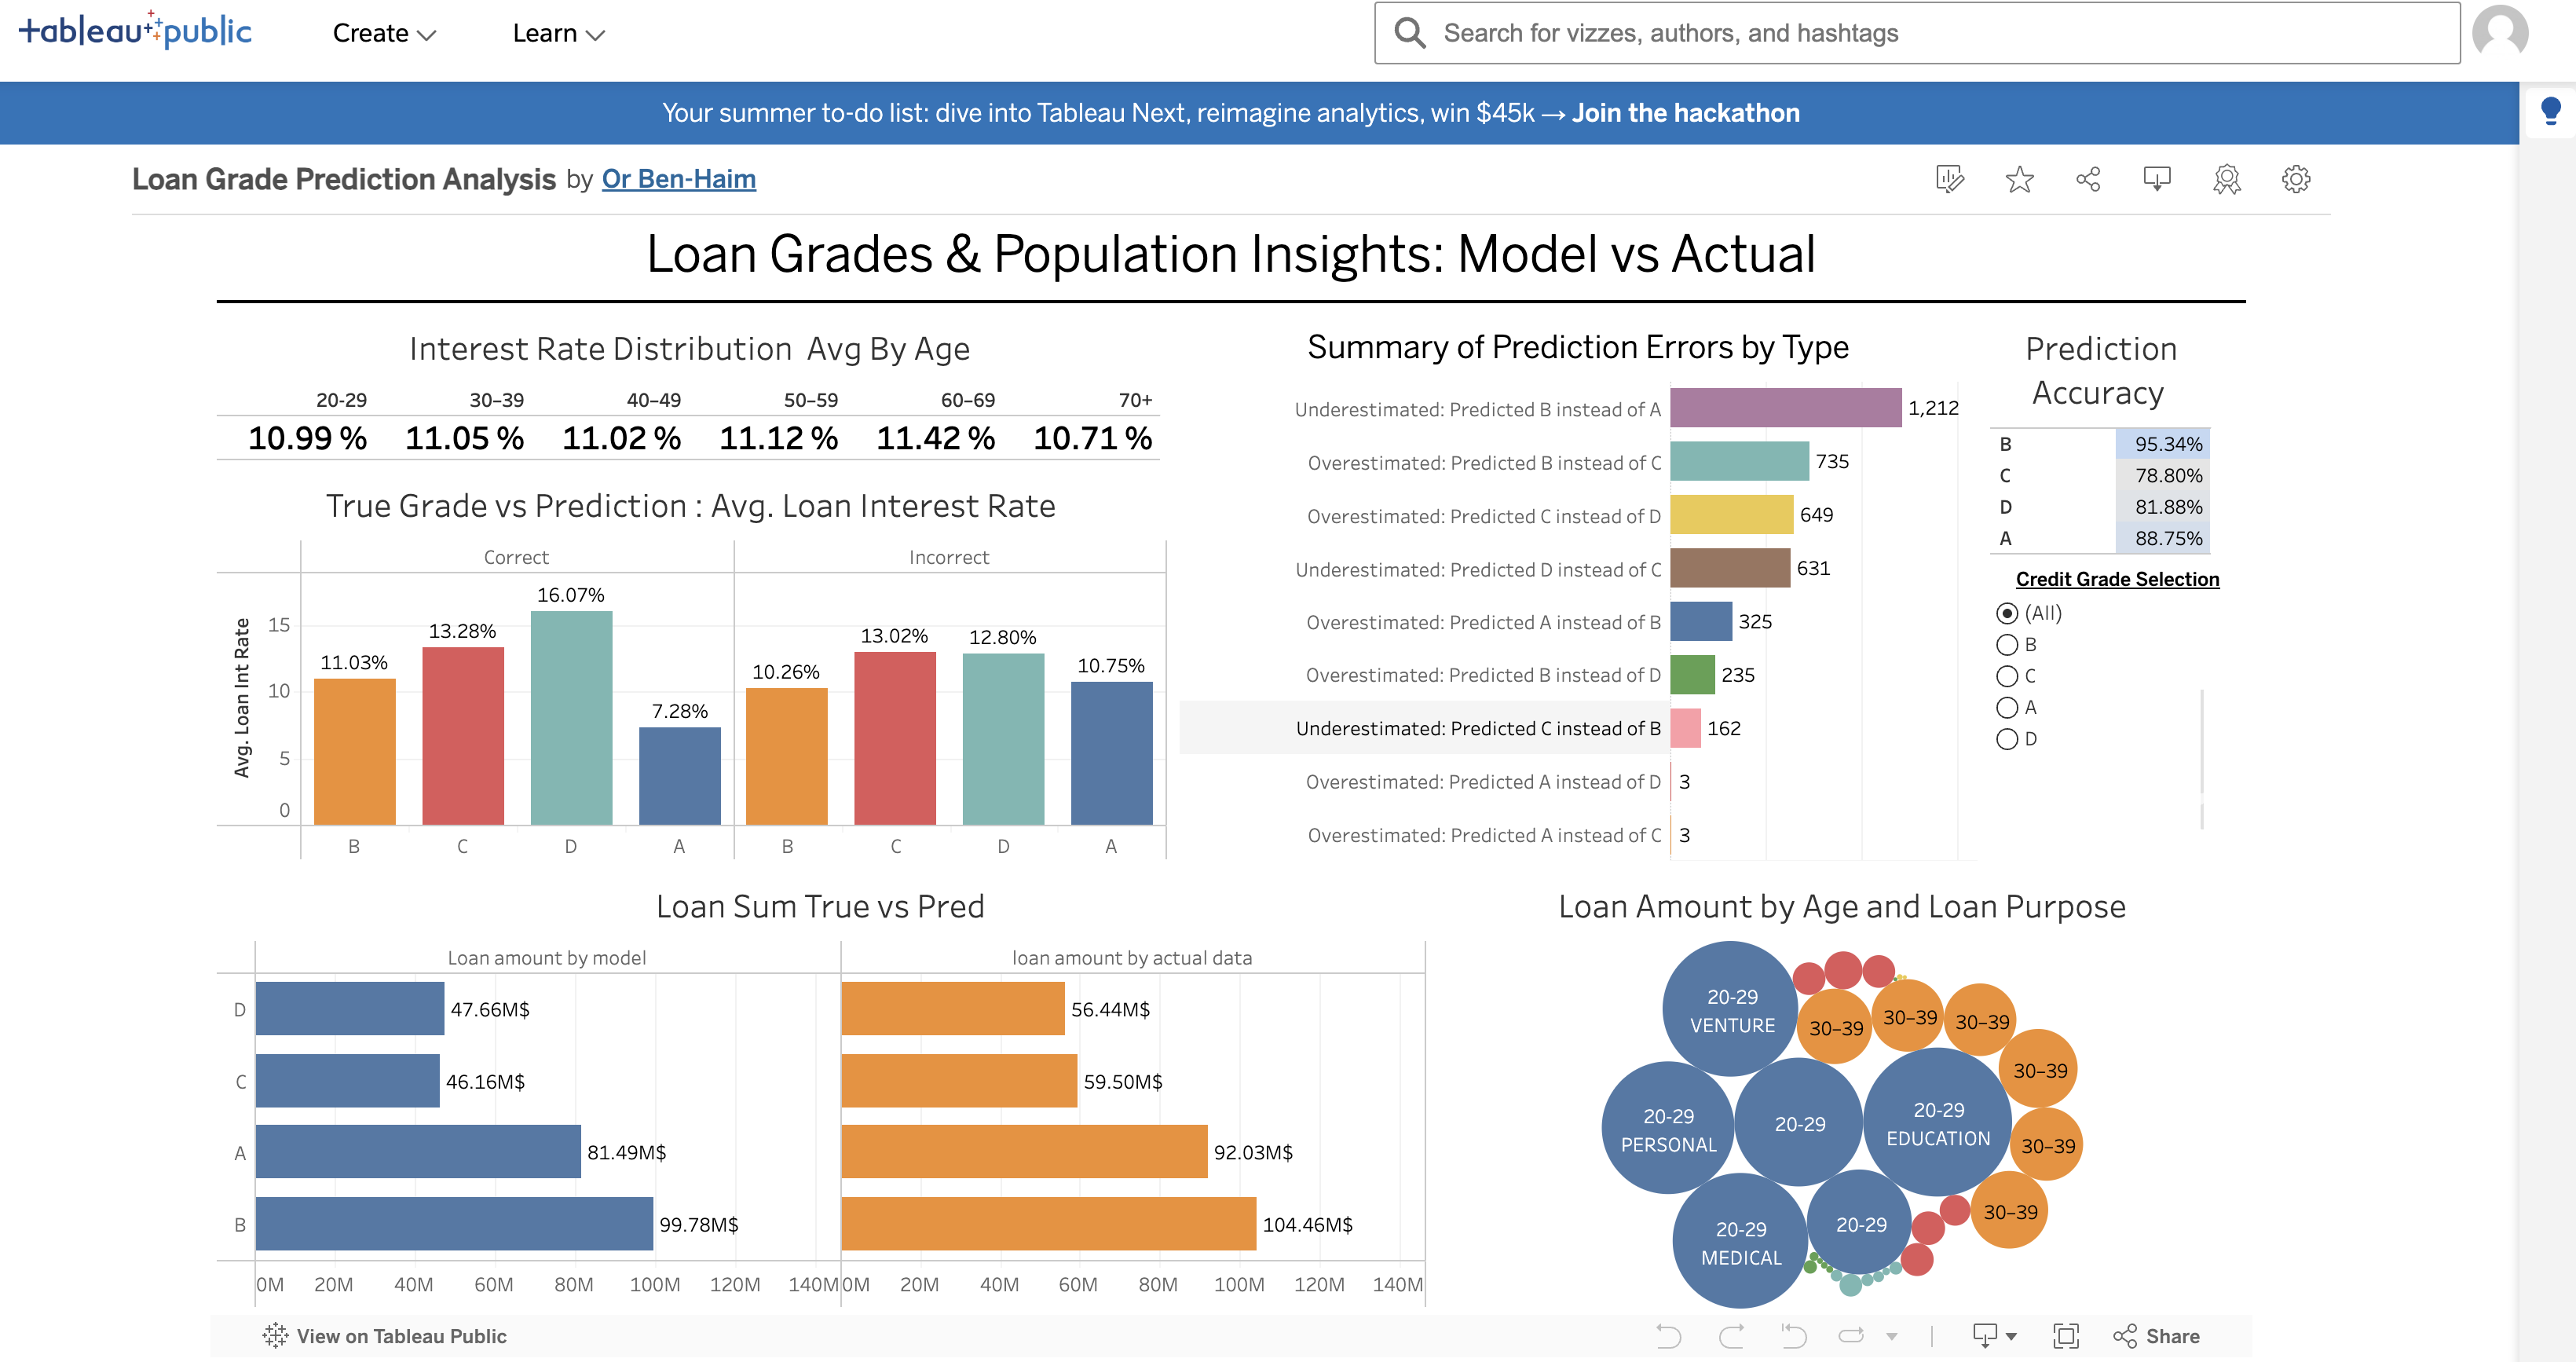 tableau public
Create
Learn
Search for vizzes, authors, and hashtags
Your summer to-do list: dive into Tableau Next, reimagine analytics, win $45k → Join the hackathon
Loan Grade Prediction Analysis by Or Ben-Haim
Loan Grades & Population Insights: Model vs Actual
Interest Rate Distribution Avg By Age
20-29 30–39 40–49 50–59 60–69 70+
10.99 % 11.05 % 11.02 % 11.12 % 11.42 % 10.71 %
True Grade vs Prediction : Avg. Loan Interest Rate
Correct Incorrect
Avg. Loan Int Rate
15
10
5
0
11.03% 13.28% 16.07% 7.28% 10.26% 13.02% 12.80% 10.75%
B C D A B C D A
Summary of Prediction Errors by Type
Underestimated: Predicted B instead of A 1,212
Overestimated: Predicted B instead of C 735
Overestimated: Predicted C instead of D 649
Underestimated: Predicted D instead of C 631
Overestimated: Predicted A instead of B 325
Overestimated: Predicted B instead of D 235
Underestimated: Predicted C instead of B 162
Overestimated: Predicted A instead of D 3
Overestimated: Predicted A instead of C 3
Prediction
Accuracy
B 95.34%
C 78.80%
D 81.88%
A 88.75%
Credit Grade Selection
(All)
B
C
A
D
Loan Sum True vs Pred
Loan amount by model loan amount by actual data
D 47.66M$ 56.44M$
C 46.16M$ 59.50M$
A 81.49M$ 92.03M$
B 99.78M$ 104.46M$
0M 20M 40M 60M 80M 100M 120M 140M 0M 20M 40M 60M 80M 100M 120M 140M
Loan Amount by Age and Loan Purpose
20-29
VENTURE
30–39
30–39
30–39
30–39
20-29
PERSONAL
20-29
20-29
EDUCATION
30–39
20-29
MEDICAL
20-29
30–39
View on Tableau Public
Share